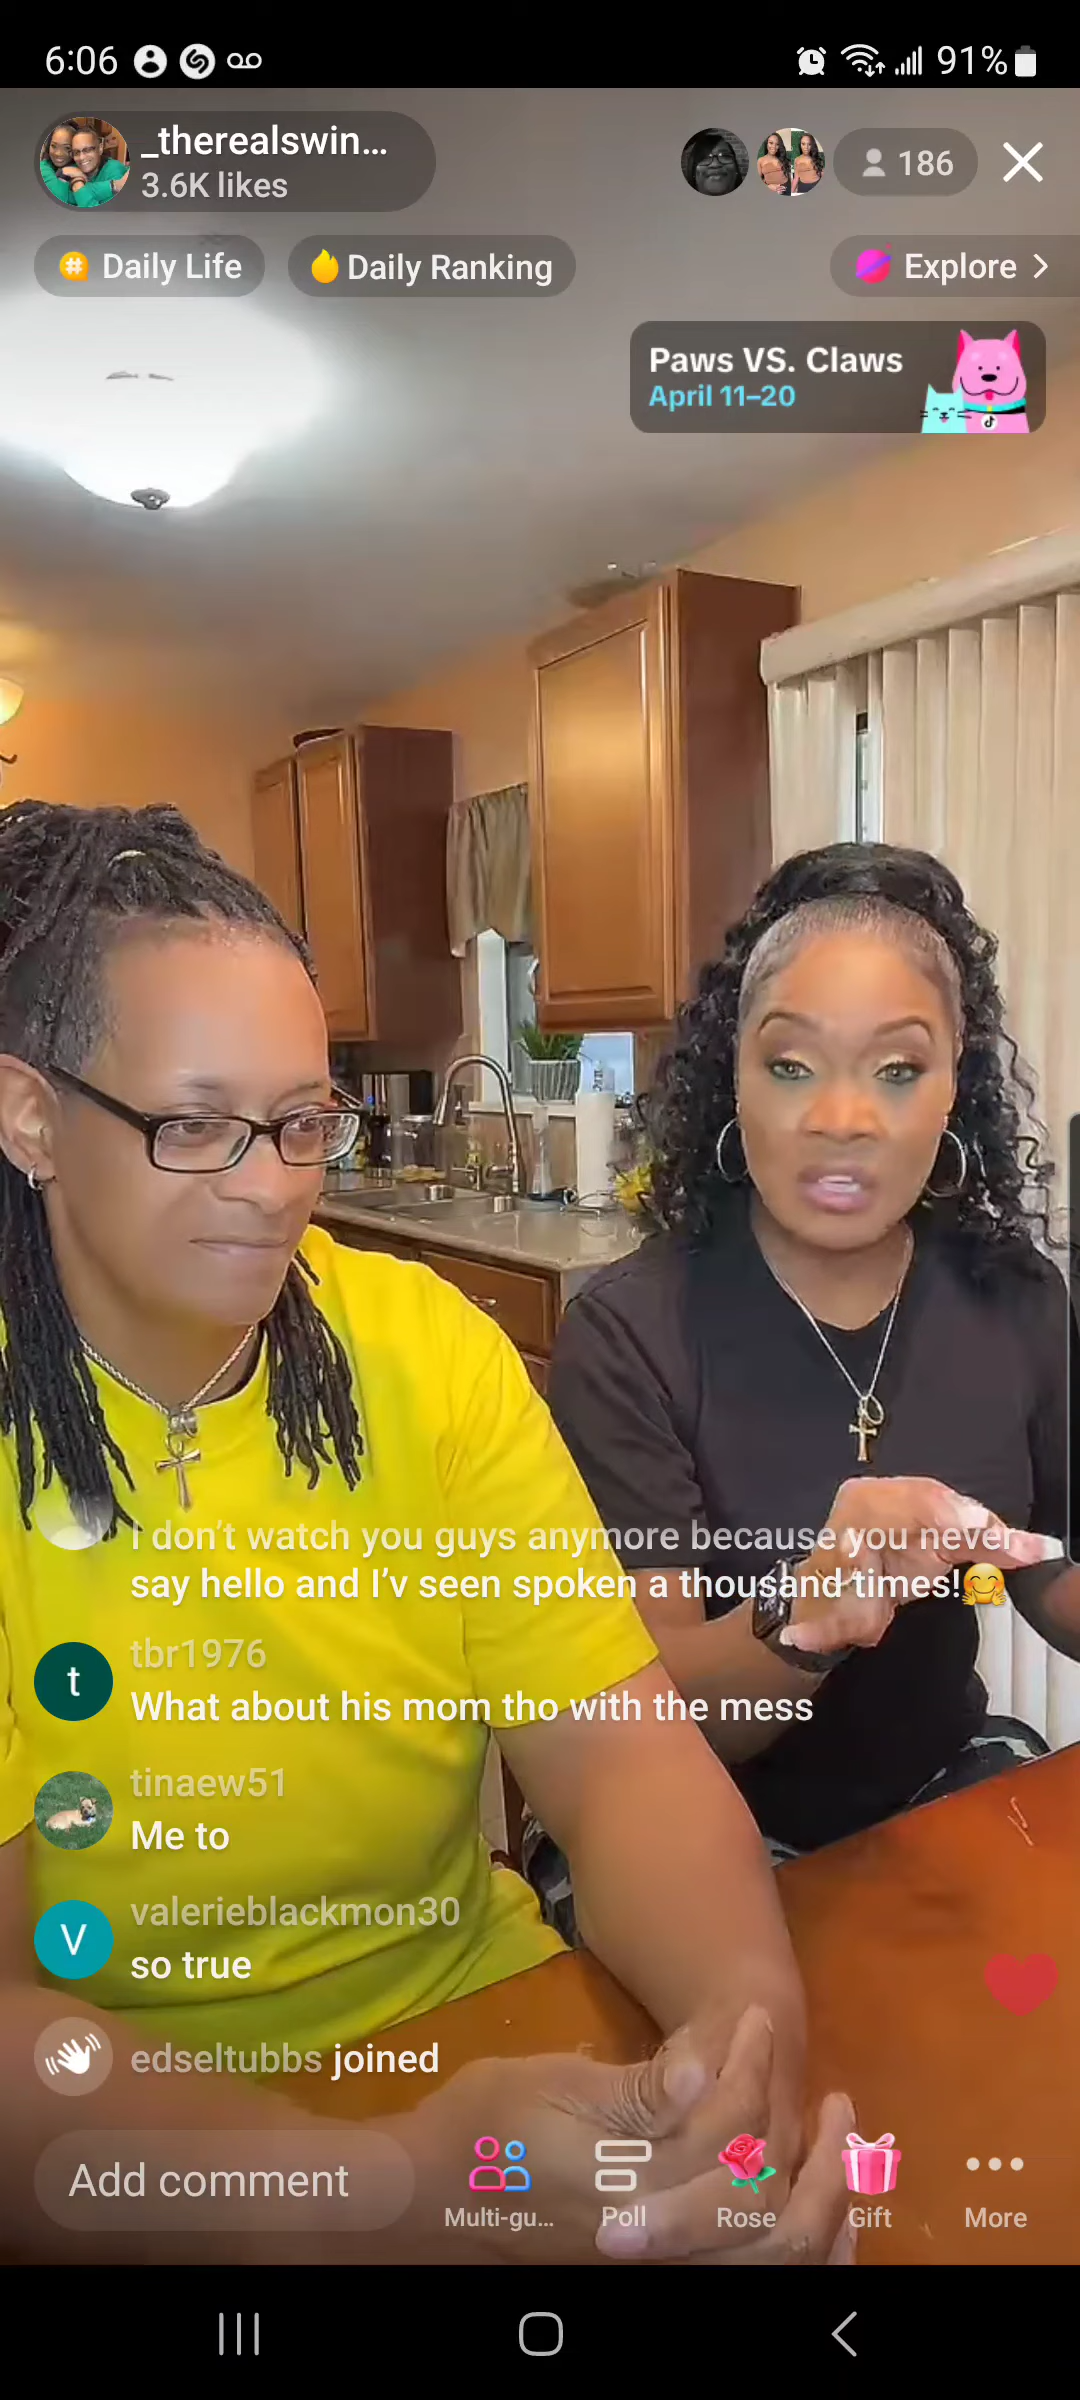 6:06 91%
_therealswin...
3.6K likes
186
Daily Life
Daily Ranking
Explore
Paws VS. Claws
April 11–20
I don't watch you guys anymore because you never
say hello and I'v seen spoken a thousand times!🤗
t
tbr1976
What about his mom tho with the mess
tinaew51
Me to
V
valerieblackmon30
so true
edseltubbs joined
Add comment
Multi-gu...
Poll
Rose
Gift
More